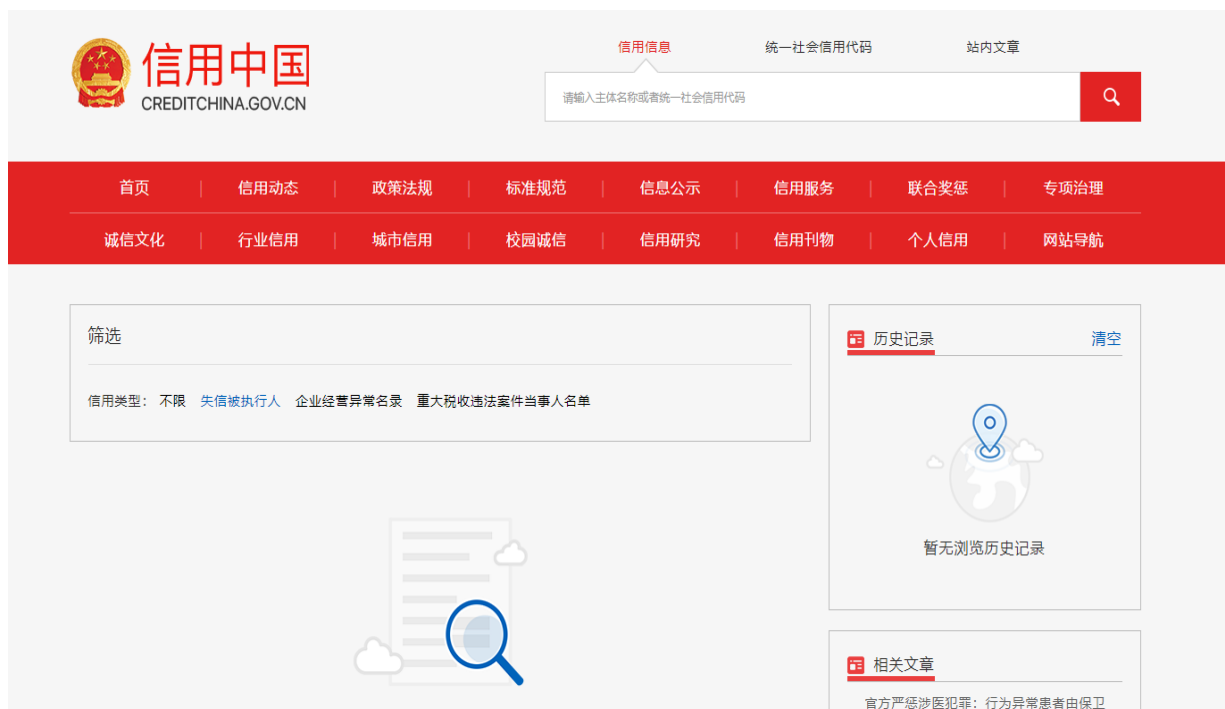 信用中国
CREDITCHINA.GOV.CN
信用信息 统一社会信用代码 站内文章
请输入主体名称或者统一社会信用代码
首页 信用动态 政策法规 标准规范 信息公示 信用服务 联合奖惩 专项治理
诚信文化 行业信用 城市信用 校园诚信 信用研究 信用刊物 个人信用 网站导航
筛选
信用类型： 不限 失信被执行人 企业经营异常名录 重大税收违法案件当事人名单
历史记录 清空
暂无浏览历史记录
相关文章
官方严惩涉医犯罪：行为异常患者由保卫